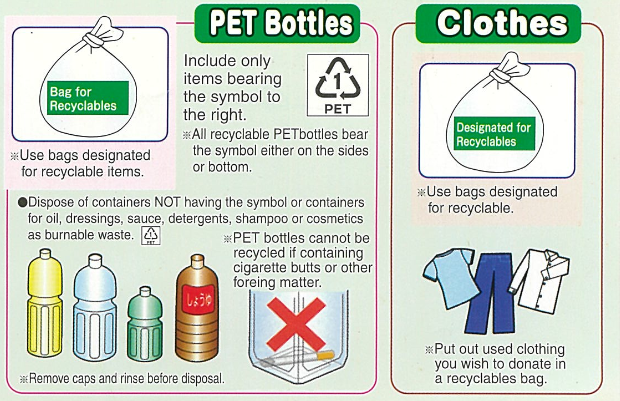 PET Bottles
Bag for
Recyclables
※Use bags designated
for recyclable items.
Include only
items bearing
the symbol to
the right.
1
PET
※All recyclable PETbottles bear
the symbol either on the sides
or bottom.
●Dispose of containers NOT having the symbol or containers
for oil, dressings, sauce, detergents, shampoo or cosmetics
as burnable waste.
1
PET
※PET bottles cannot be
recycled if containing
cigarette butts or other
foreing matter.
しょうゆ
※Remove caps and rinse before disposal.
Clothes
Designated for
Recyclables
※Use bags designated
for recyclable.
※Put out used clothing
you wish to donate in
a recyclables bag.